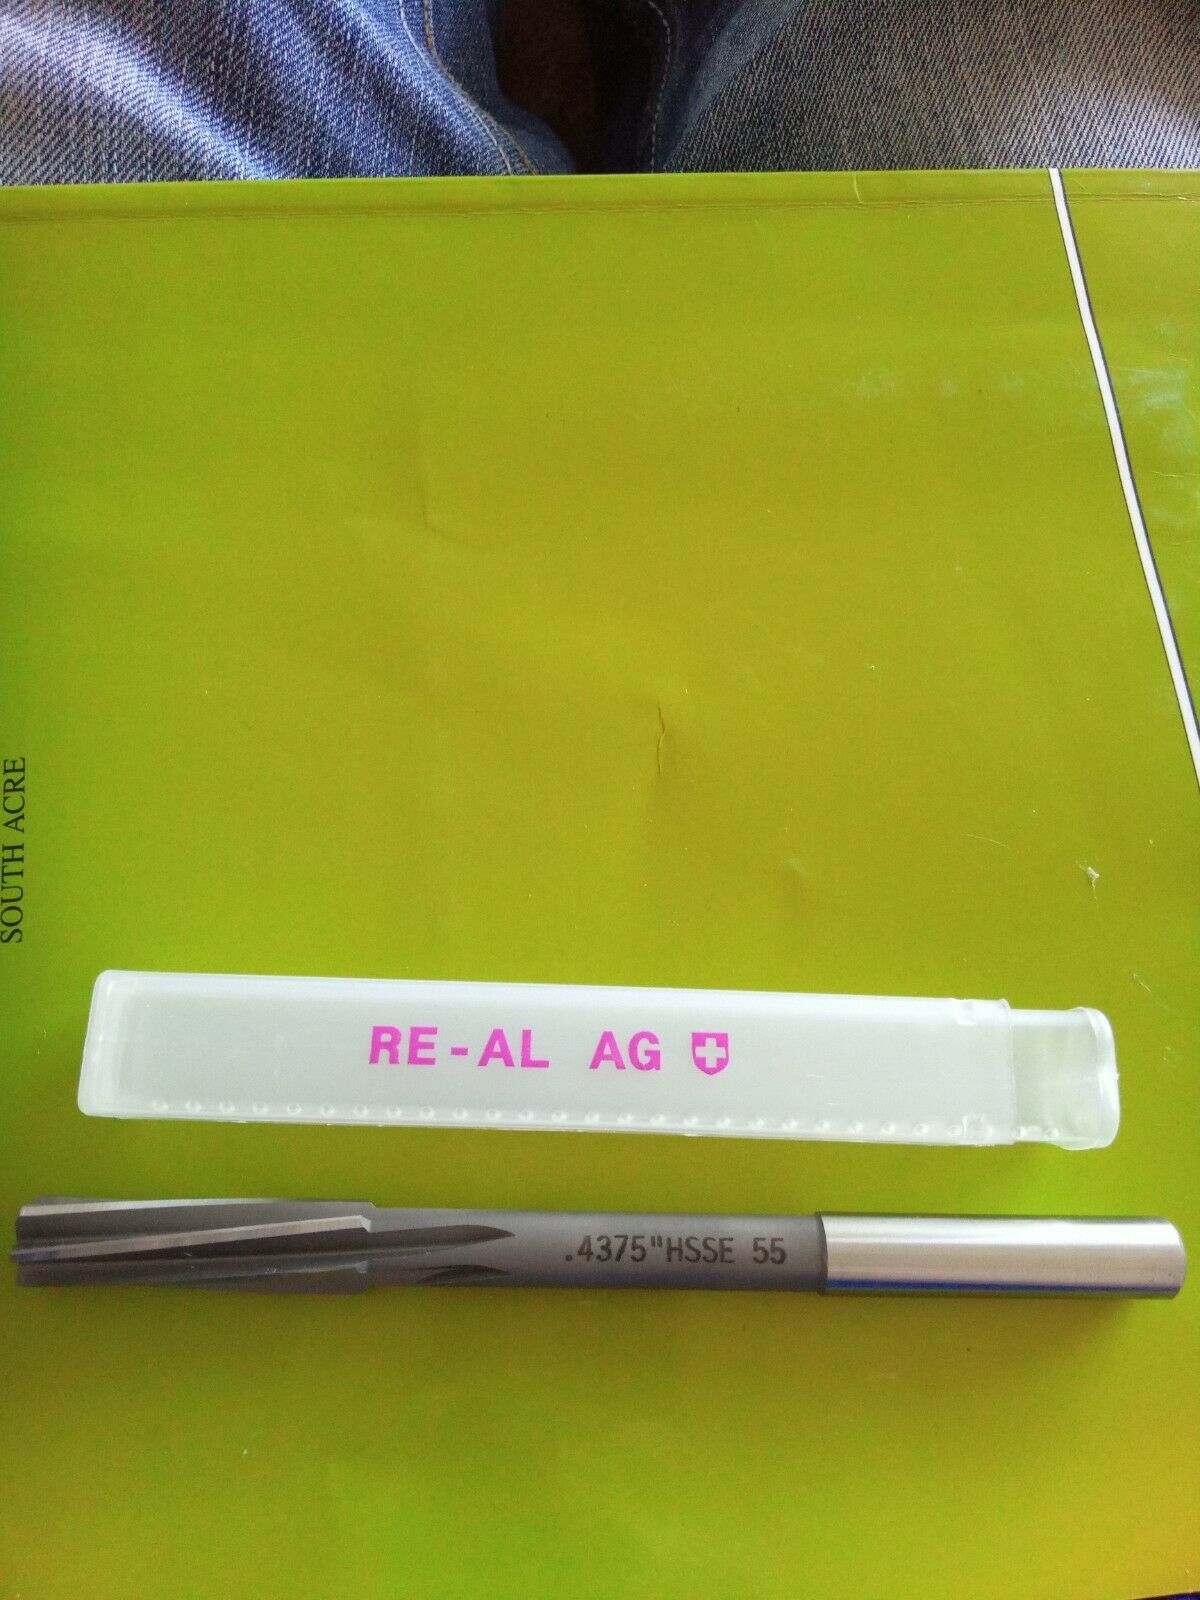 SOUTH ACRE
RE-AL AG
.4375"HSSE 55